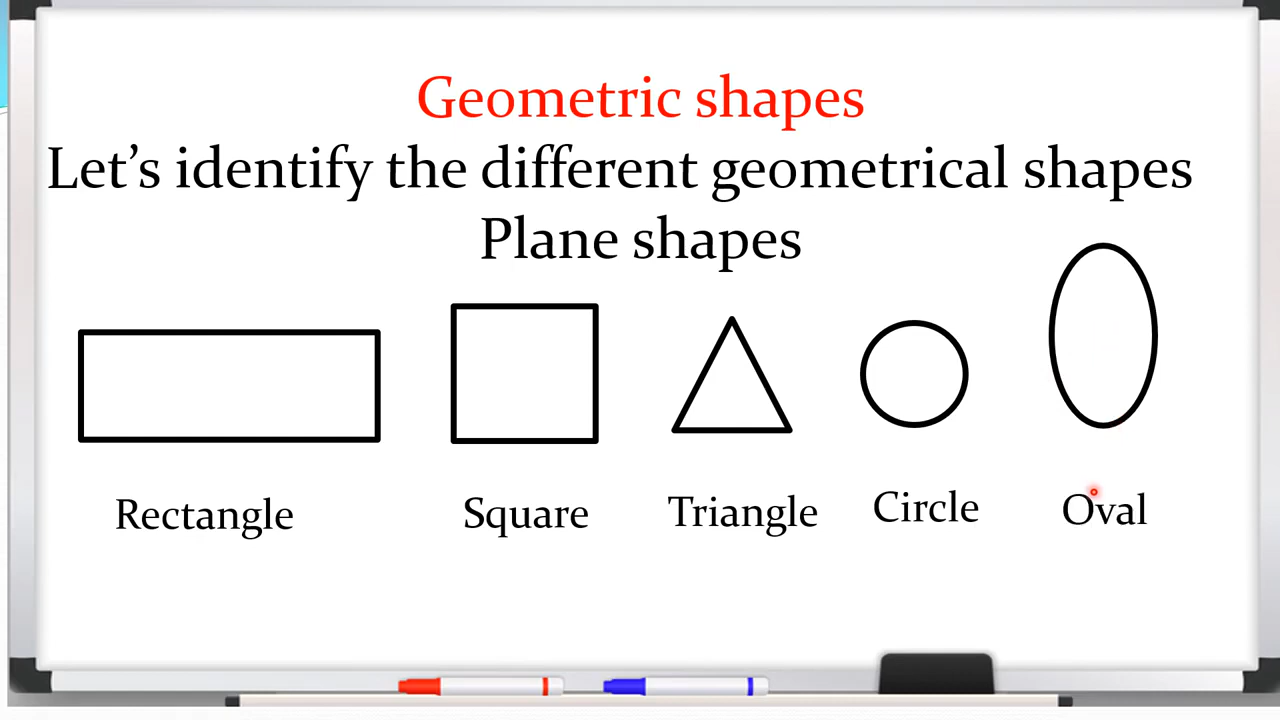 Geometric shapes
Let’s identify the different geometrical shapes
Plane shapes
Rectangle Square Triangle Circle Oval